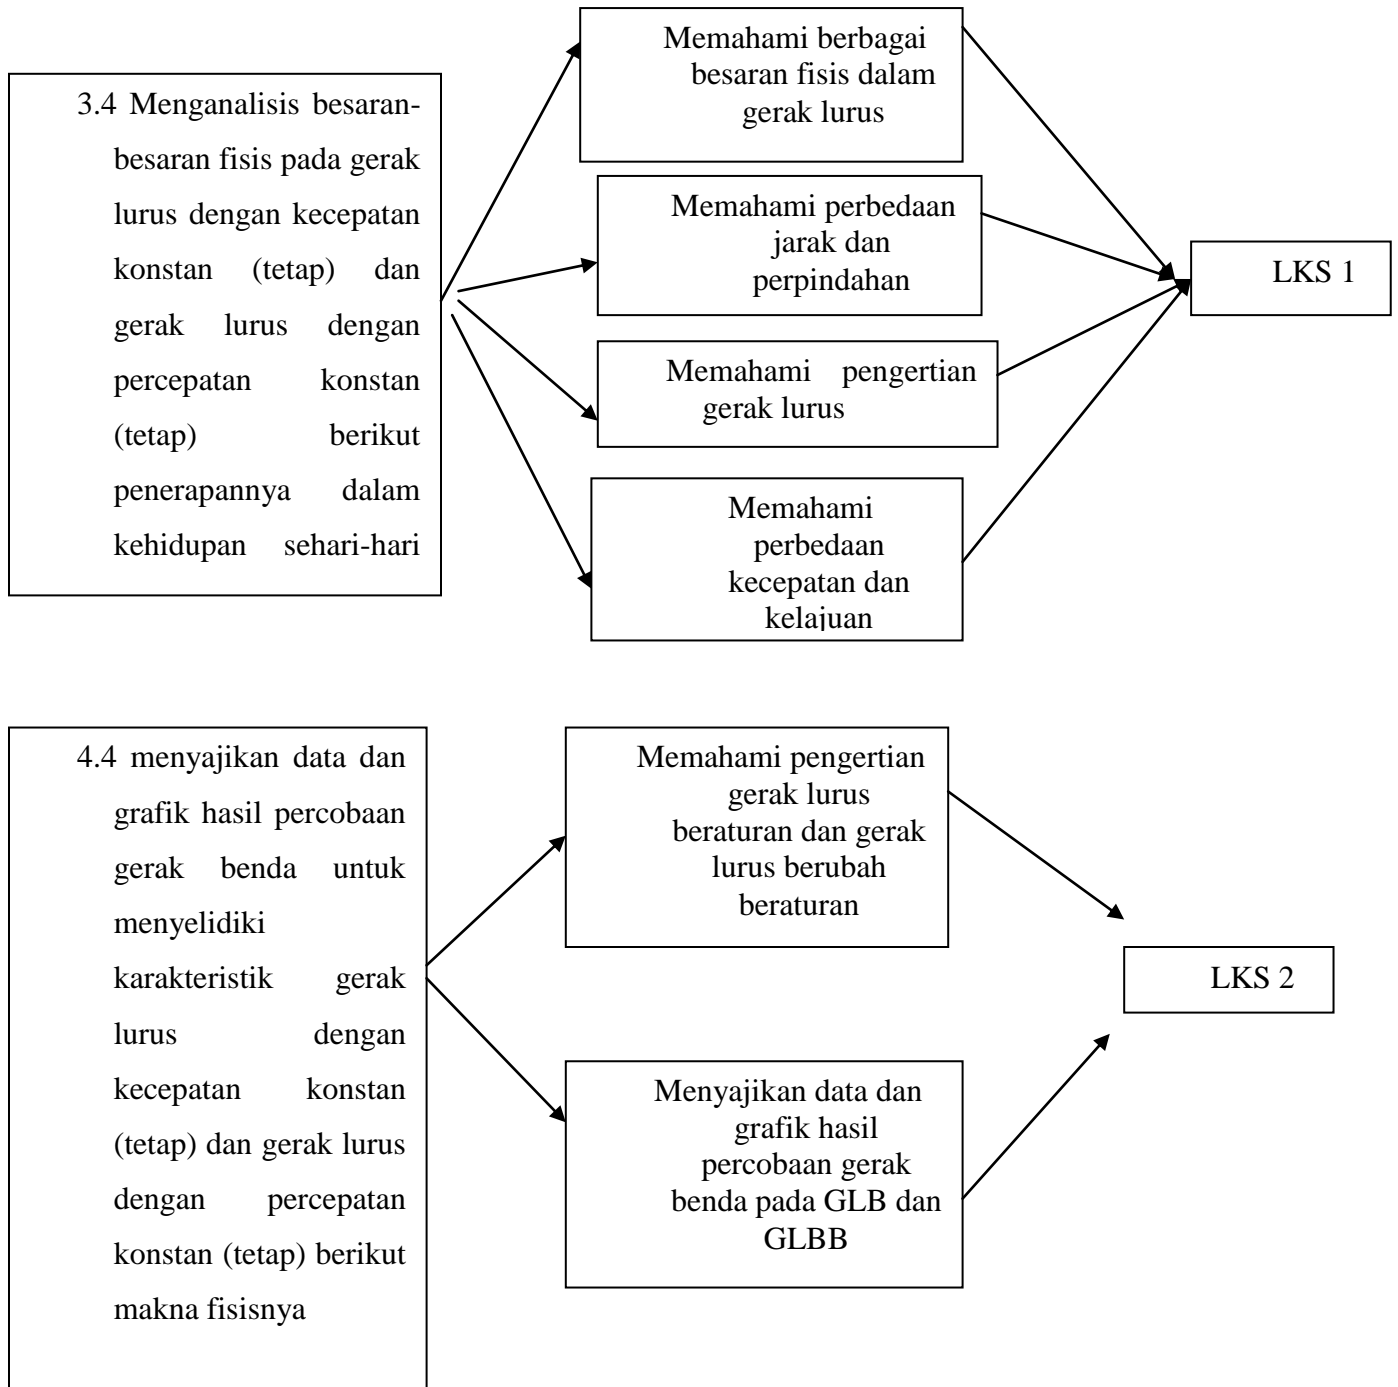 3.4 Menganalisis besaran-
besaran fisis pada gerak
lurus dengan kecepatan
konstan (tetap) dan
gerak lurus dengan
percepatan konstan
(tetap) berikut
penerapannya dalam
kehidupan sehari-hari
Memahami berbagai
besaran fisis dalam
gerak lurus
Memahami perbedaan
jarak dan
perpindahan
Memahami pengertian
gerak lurus
Memahami
perbedaan
kecepatan dan
kelajuan
LKS 1
4.4 menyajikan data dan
grafik hasil percobaan
gerak benda untuk
menyelidiki
karakteristik gerak
lurus dengan
kecepatan konstan
(tetap) dan gerak lurus
dengan percepatan
konstan (tetap) berikut
makna fisisnya
Memahami pengertian
gerak lurus
beraturan dan gerak
lurus berubah
beraturan
Menyajikan data dan
grafik hasil
percobaan gerak
benda pada GLB dan
GLBB
LKS 2